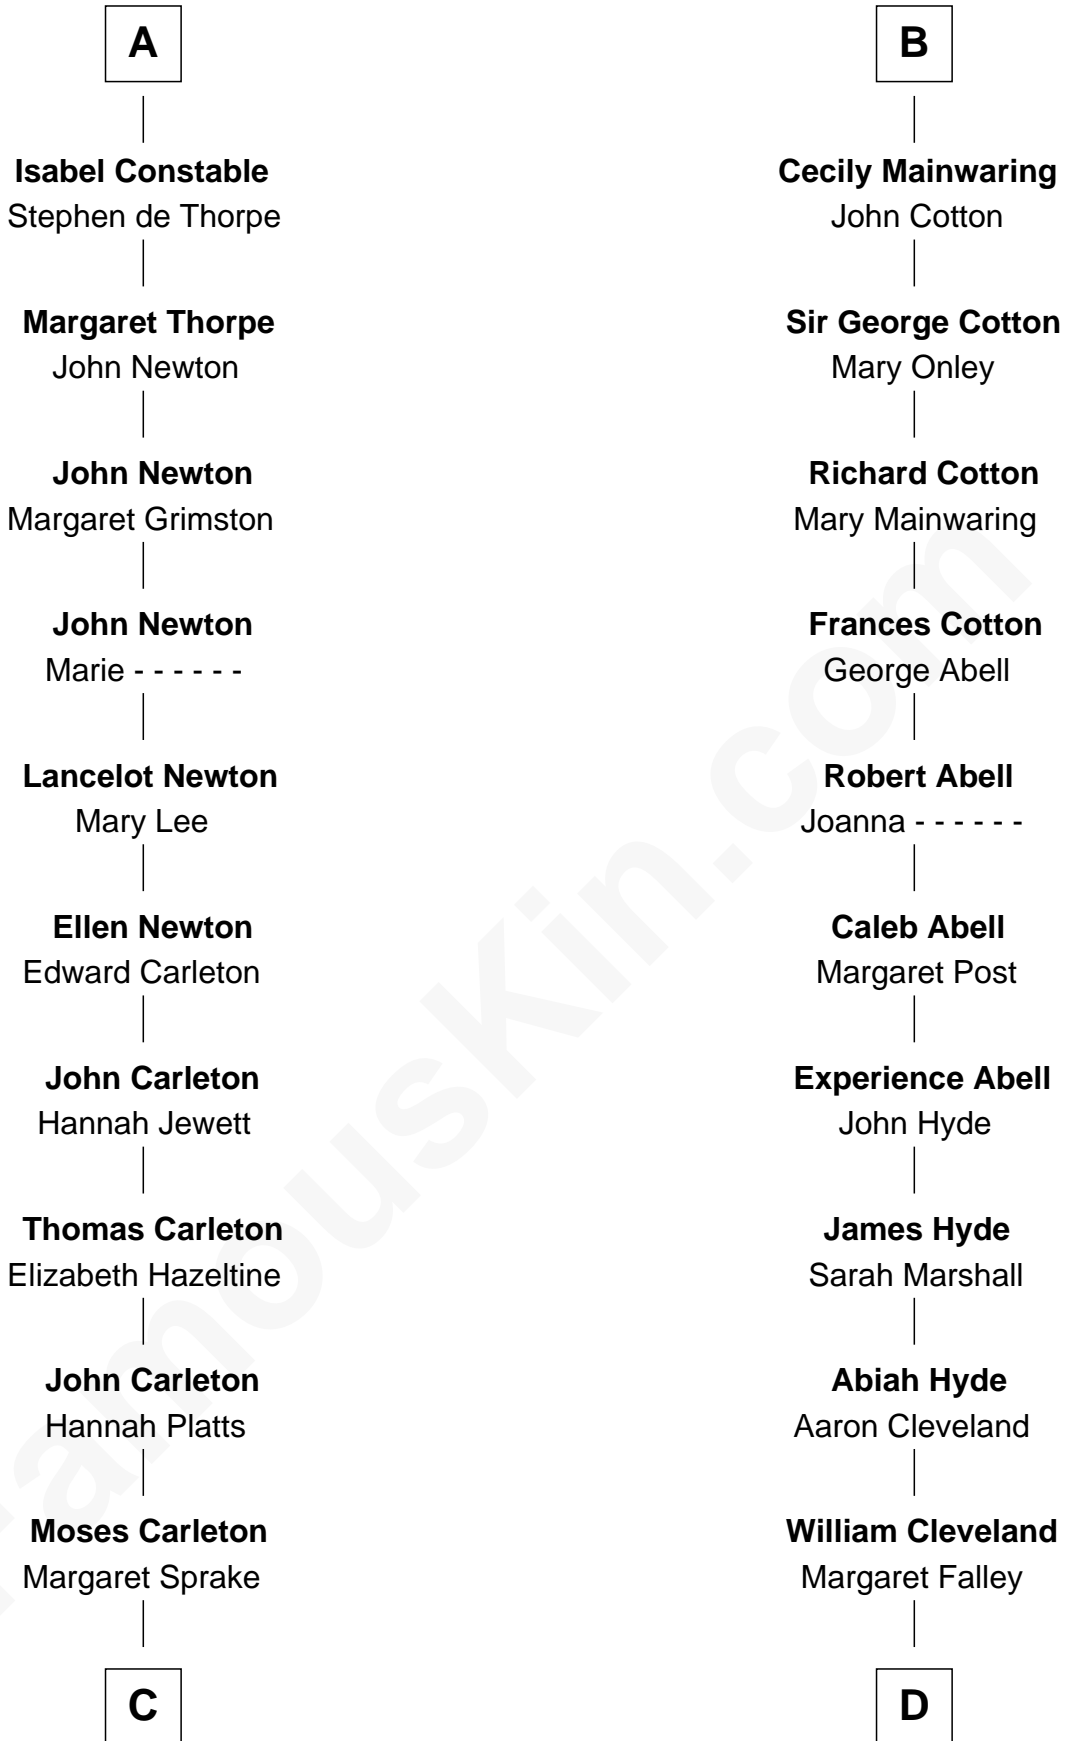 A
Isabel Constable
Stephen de Thorpe
Margaret Thorpe
John Newton
John Newton
Margaret Grimston
John Newton
Marie - - - - - -
Lancelot Newton
Mary Lee
Ellen Newton
Edward Carleton
John Carleton
Hannah Jewett
Thomas Carleton
Elizabeth Hazeltine
John Carleton
Hannah Platts
Moses Carleton
Margaret Sprake
C
B
Cecily Mainwaring
John Cotton
Sir George Cotton
Mary Onley
Richard Cotton
Mary Mainwaring
Frances Cotton
George Abell
Robert Abell
Joanna - - - - - -
Caleb Abell
Margaret Post
Experience Abell
John Hyde
James Hyde
Sarah Marshall
Abiah Hyde
Aaron Cleveland
William Cleveland
Margaret Falley
D
FamousKin.com